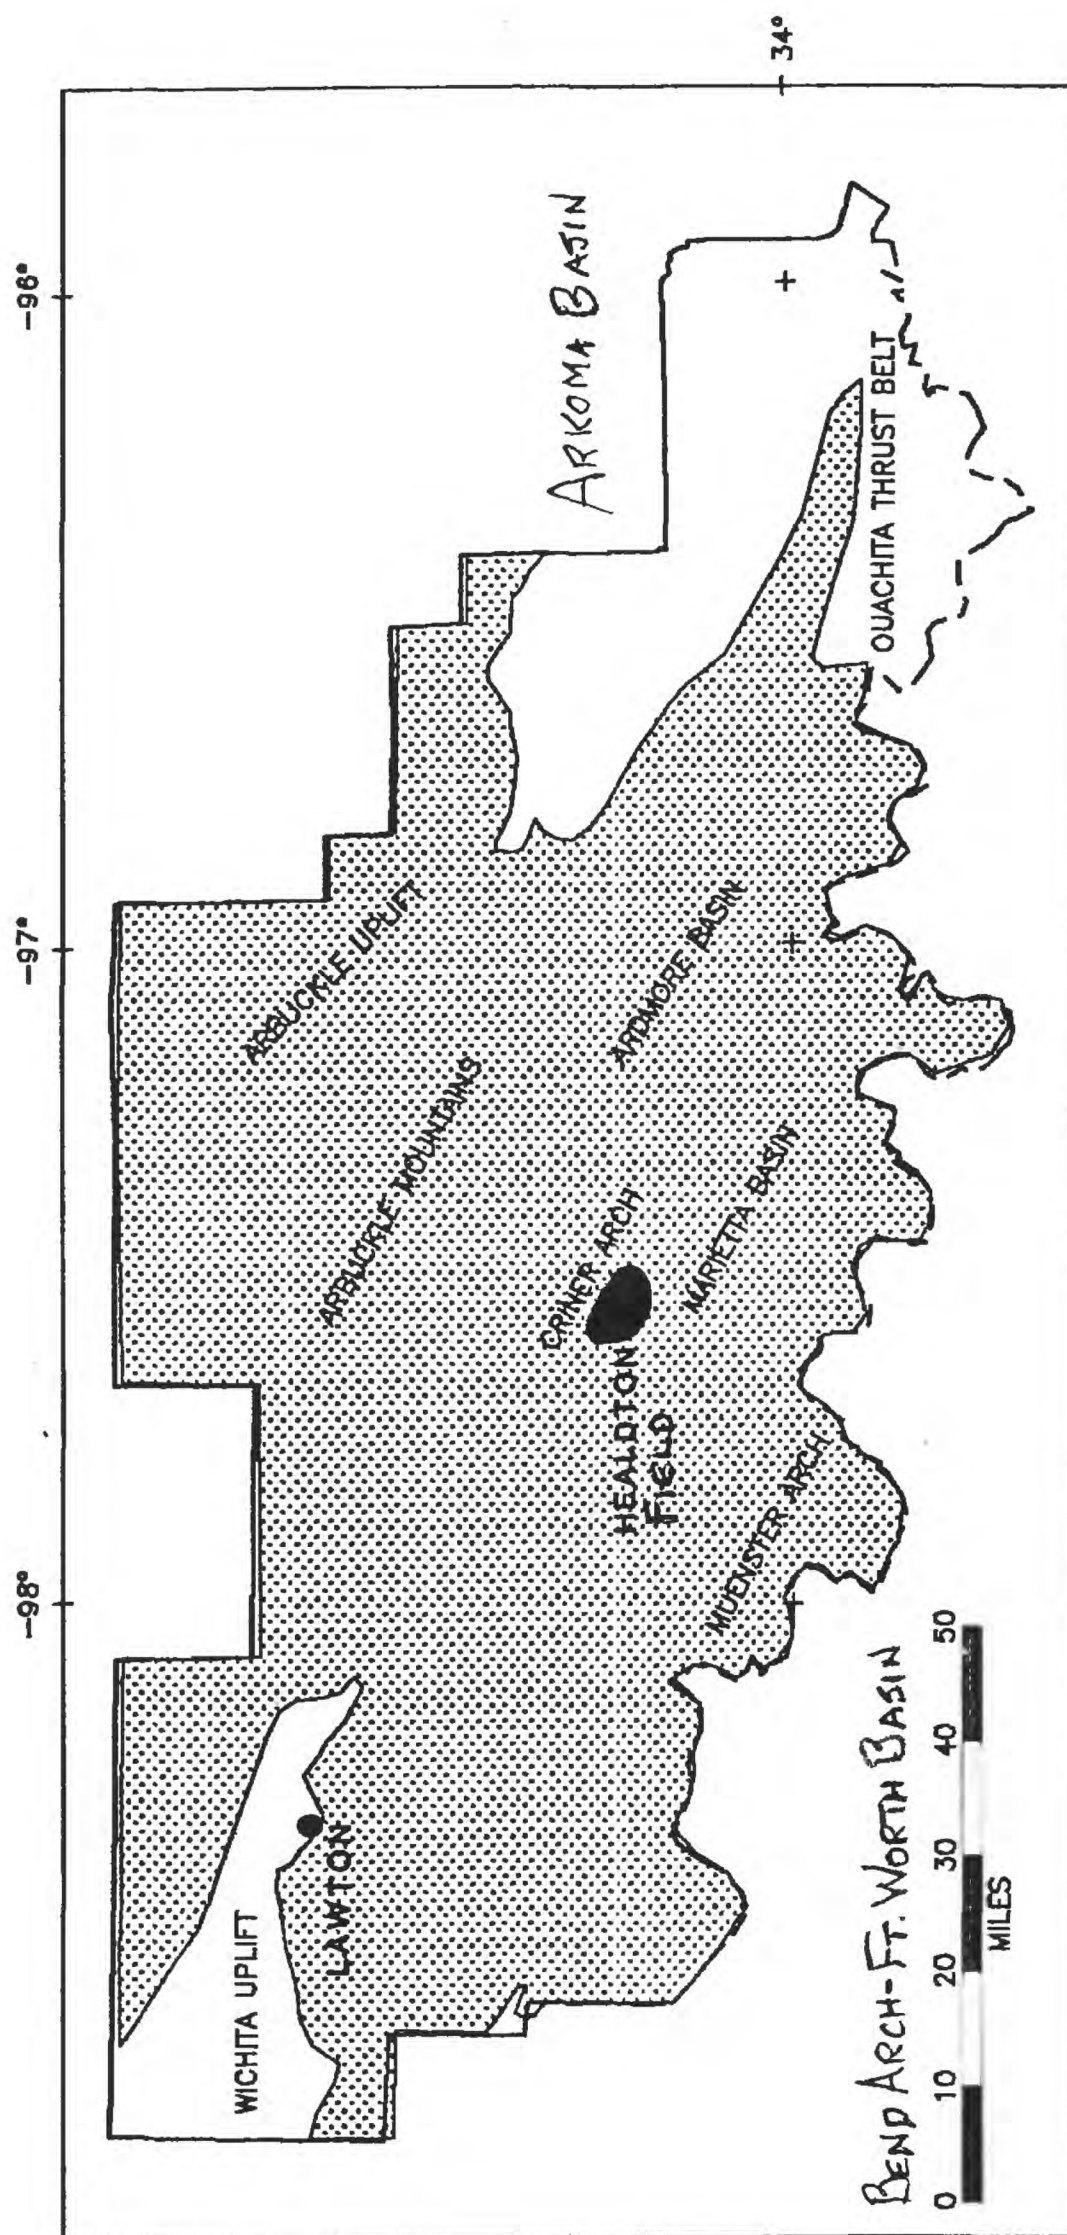 -98°
-97°
-96°
34°
WICHITA UPLIFT
LAWTON
ARBUCKLE UPLIFT
ARBUCKLE MOUNTAINS
ARKOMA BASIN
CRINER ARCH
ARDMORE BASIN
HEALDTON
FIELD
MARIETTA BASIN
MUENSTER ARCH
OUACHITA THRUST BELT
BEND ARCH-FT. WORTH BASIN
0 10 20 30 40 50
MILES